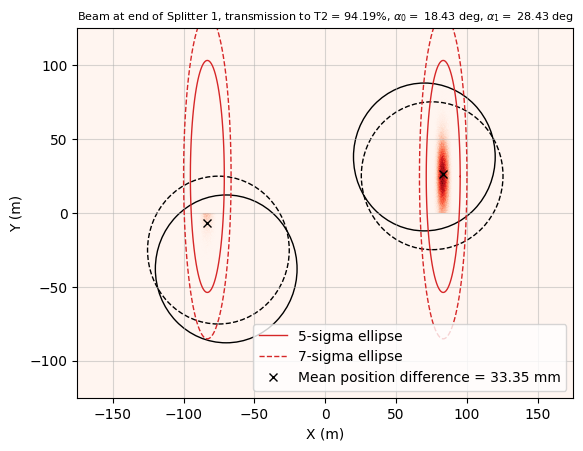 Beam at end of Splitter 1, transmission to T2 = 94.19%, α₀ = 18.43 deg, α₁ = 28.43 deg
100
50
0
−50
−100
Y (m)
5-sigma ellipse
7-sigma ellipse
Mean position difference = 33.35 mm
−150 −100 −50 0 50 100 150
X (m)